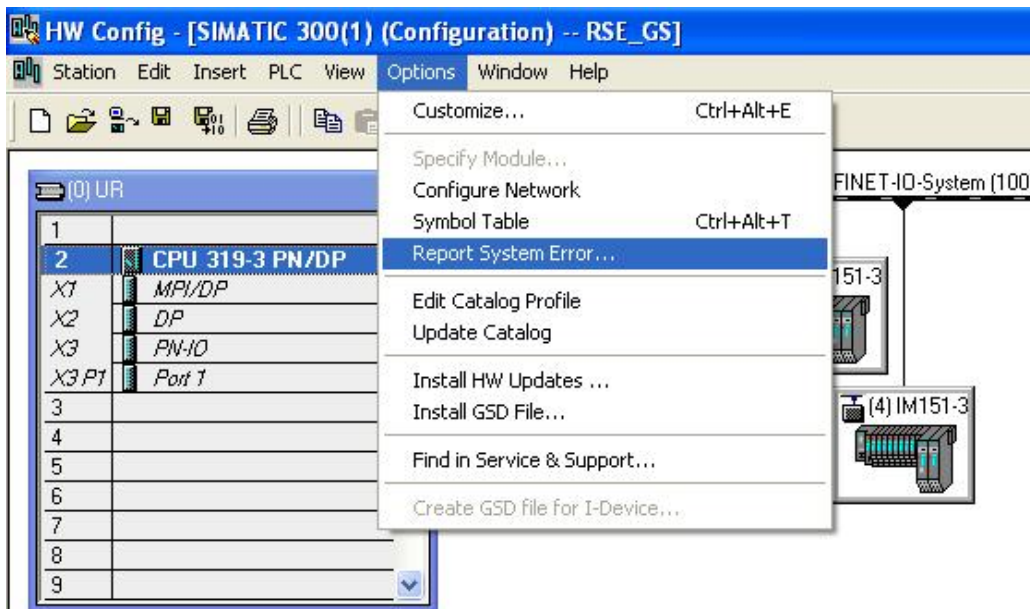 HW Config - [SIMATIC 300(1) (Configuration) -- RSE_GS]
Station Edit Insert PLC View Options Window Help
Customize... Ctrl+Alt+E
Specify Module...
Configure Network
Symbol Table Ctrl+Alt+T
Report System Error...
Edit Catalog Profile
Update Catalog
Install HW Updates ...
Install GSD File...
Find in Service & Support...
Create GSD file for I-Device...
(0) UR
1
2 CPU 319-3 PN/DP
X1 MPI/DP
X2 DP
X3 PN-IO
X3 P1 Port 1
3
4
5
6
7
8
9
FINET-IO-System (100
151-3
(4) IM151-3